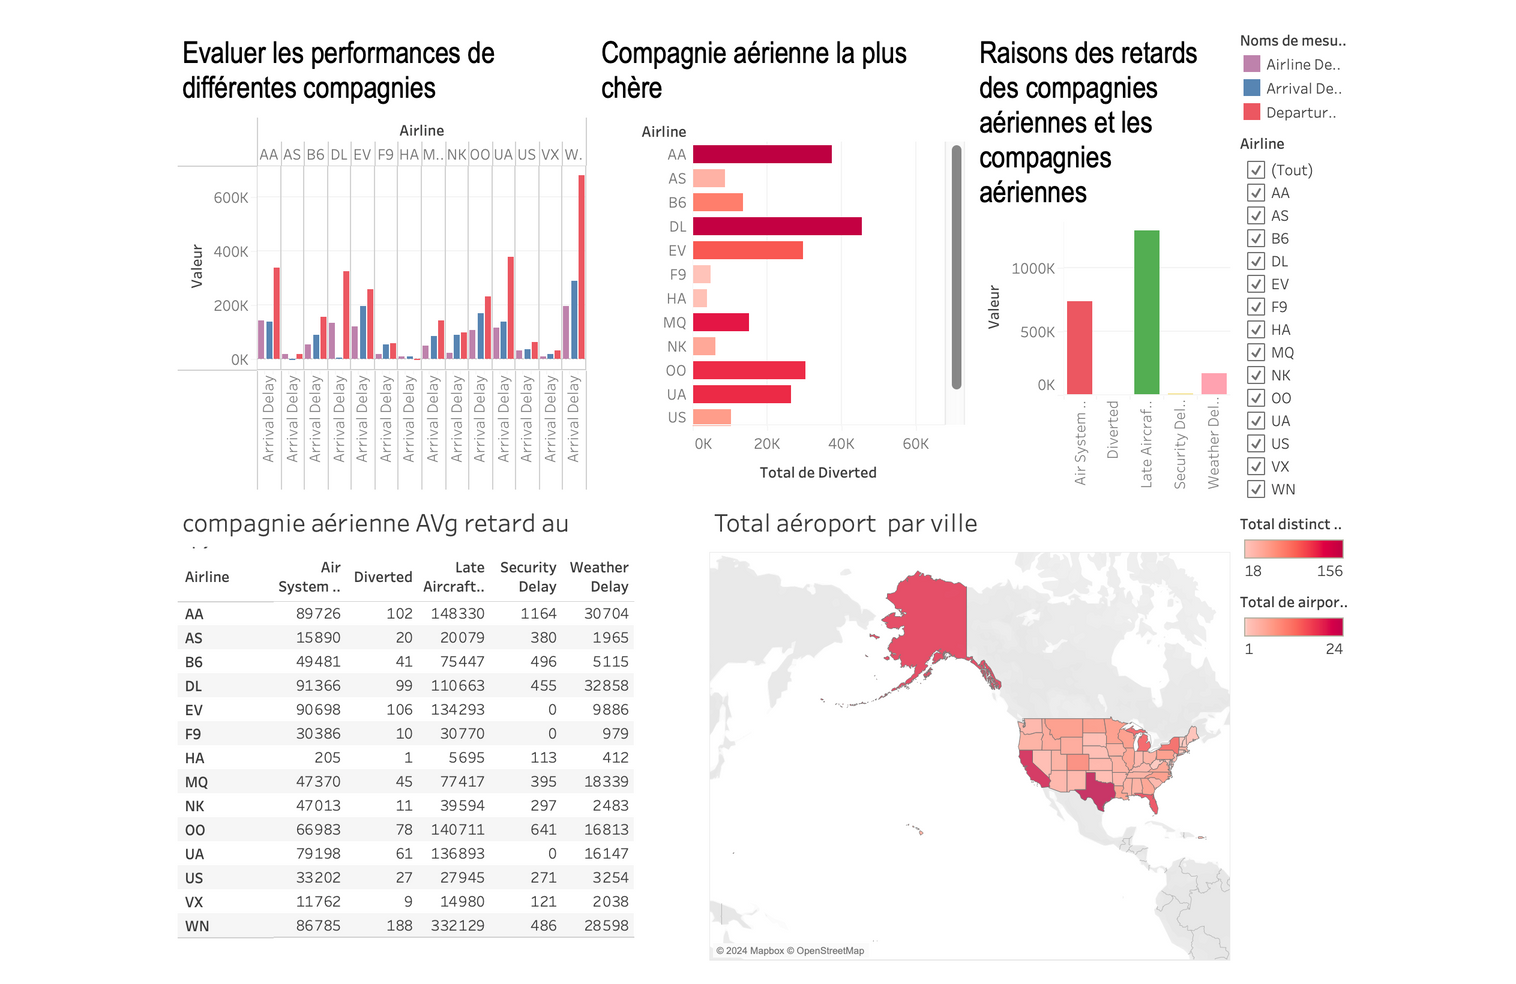 Evaluer les performances de
différentes compagnies
Airline
AA AS B6 DL EV F9 HA M.. NK OO UA US VX W.
600K
400K
200K
0K
Valeur
Arrival Delay Arrival Delay Arrival Delay Arrival Delay Arrival Delay Arrival Delay Arrival Delay Arrival Delay Arrival Delay Arrival Delay Arrival Delay Arrival Delay Arrival Delay Arrival Delay
Compagnie aérienne la plus
chère
Airline
AA
AS
B6
DL
EV
F9
HA
MQ
NK
OO
UA
US
0K 20K 40K 60K
Total de Diverted
Raisons des retards
des compagnies
aériennes et les
compagnies
aériennes
1000K
500K
0K
Valeur
Air System .. Diverted Late Aircraf.. Security Del.. Weather Del..
Noms de mesu..
Airline De..
Arrival De..
Departur..
Airline
(Tout)
AA
AS
B6
DL
EV
F9
HA
MQ
NK
OO
UA
US
VX
WN
Total distinct ..
18 156
Total de airpor..
1 24
compagnie aérienne AVg retard au
Airline Air System .. Diverted Late Aircraft.. Security Delay Weather Delay
AA 89726 102 148330 1164 30704
AS 15890 20 20079 380 1965
B6 49481 41 75447 496 5115
DL 91366 99 110663 455 32858
EV 90698 106 134293 0 9886
F9 30386 10 30770 0 979
HA 205 1 5695 113 412
MQ 47370 45 77417 395 18339
NK 47013 11 39594 297 2483
OO 66983 78 140711 641 16813
UA 79198 61 136893 0 16147
US 33202 27 27945 271 3254
VX 11762 9 14980 121 2038
WN 86785 188 332129 486 28598
Total aéroport par ville
© 2024 Mapbox © OpenStreetMap